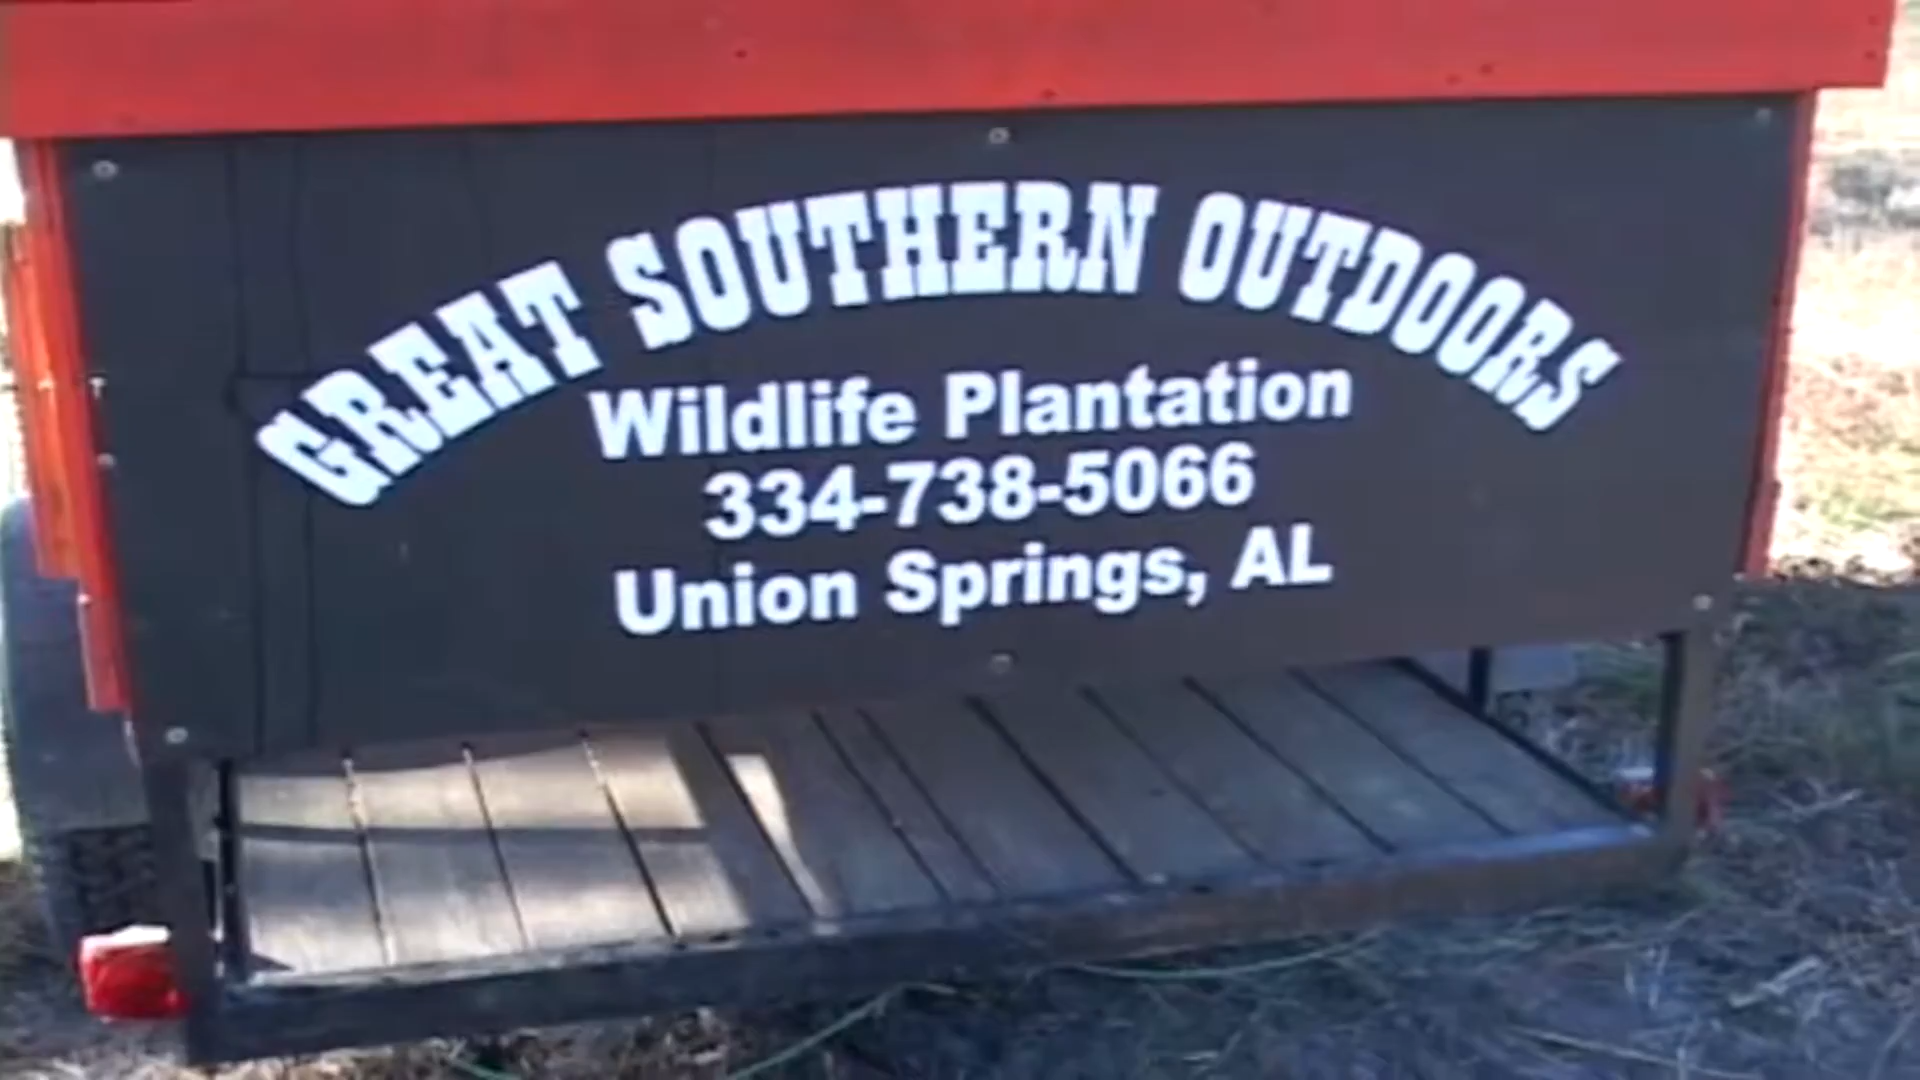 GREAT SOUTHERN OUTDOORS
Wildlife Plantation
334-738-5066
Union Springs, AL